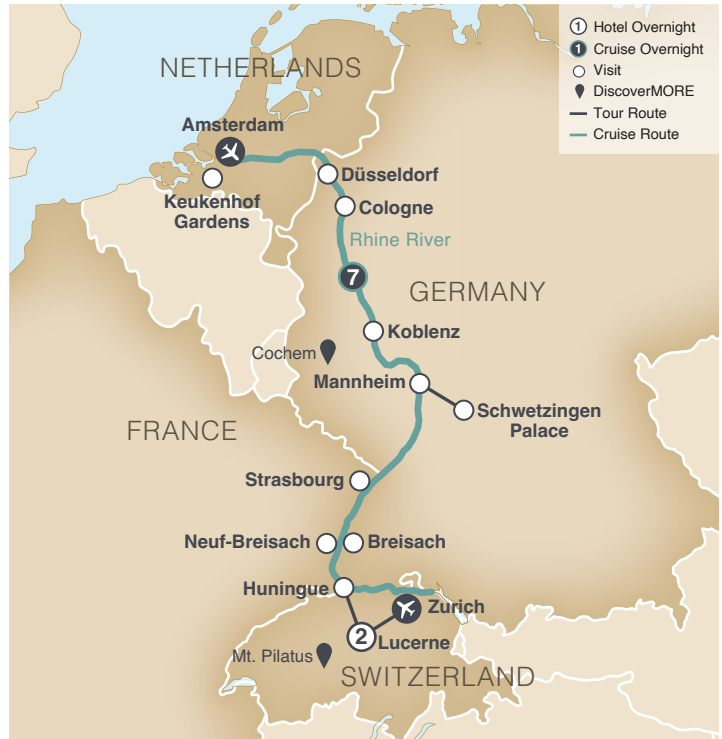 1 Hotel Overnight
1 Cruise Overnight
Visit
DiscoverMORE
Tour Route
Cruise Route
NETHERLANDS
Amsterdam
Düsseldorf
Keukenhof
Gardens
Cologne
Rhine River
7
GERMANY
Koblenz
Cochem
Mannheim
Schwetzingen
Palace
FRANCE
Strasbourg
Neuf-Breisach
Breisach
Huningue
Zurich
2
Lucerne
Mt. Pilatus
SWITZERLAND